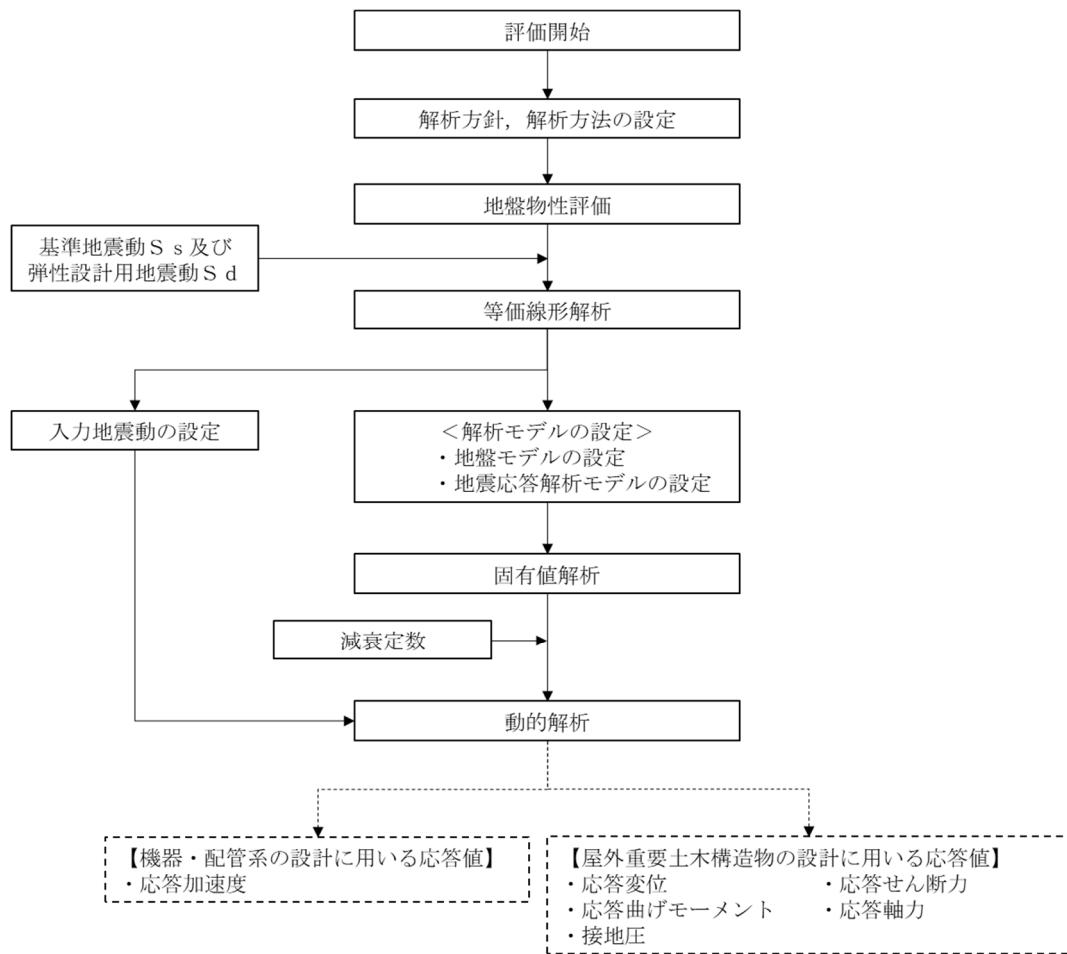 評価開始
解析方針，解析方法の設定
地盤物性評価
基準地震動Ｓｓ及び
弾性設計用地震動Ｓｄ
等価線形解析
入力地震動の設定
＜解析モデルの設定＞
・地盤モデルの設定
・地震応答解析モデルの設定
固有値解析
減衰定数
動的解析
【機器・配管系の設計に用いる応答値】
・応答加速度
【屋外重要土木構造物の設計に用いる応答値】
・応答変位　・応答せん断力
・応答曲げモーメント　・応答軸力
・接地圧